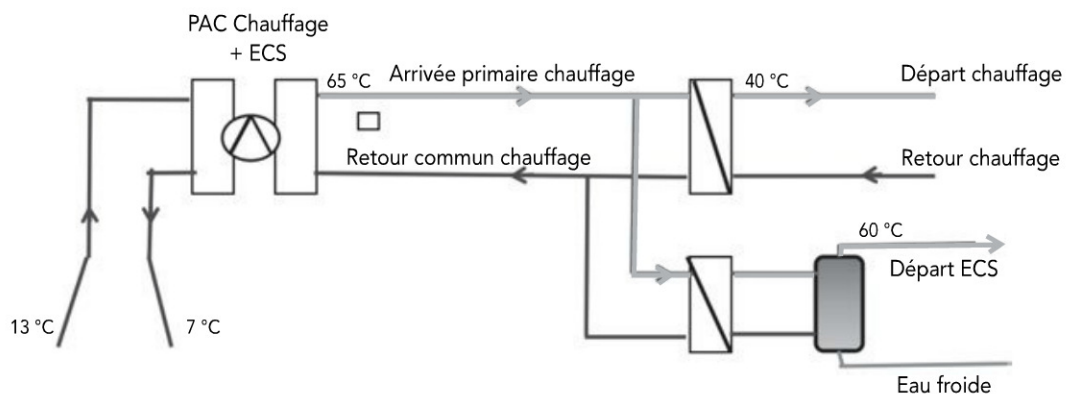 PAC Chauffage
+ ECS
65 °C
Arrivée primaire chauffage
40 °C
Départ chauffage
Retour commun chauffage
Retour chauffage
60 °C
Départ ECS
13 °C
7 °C
Eau froide